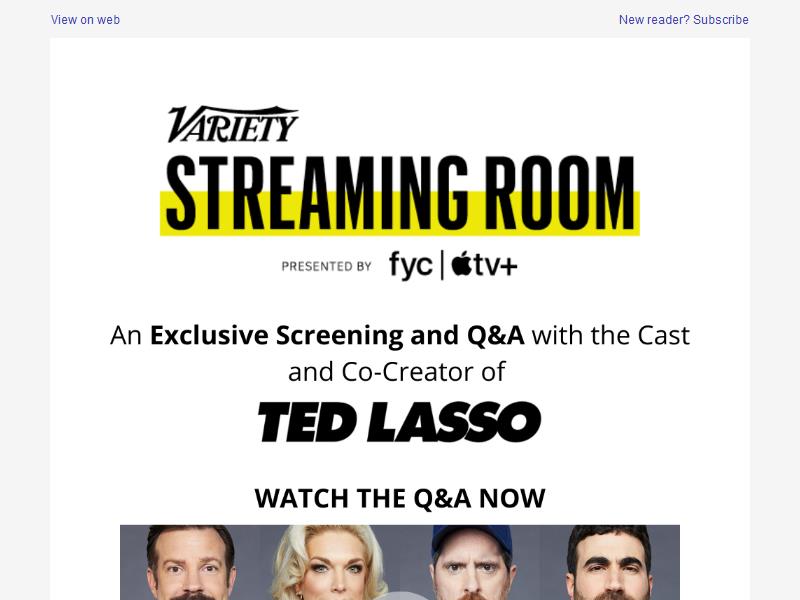 View on web
New reader? Subscribe
VARIETY
STREAMING ROOM
PRESENTED BY fyc | tv+
An Exclusive Screening and Q&A with the Cast
and Co-Creator of
TED LASSO
WATCH THE Q&A NOW